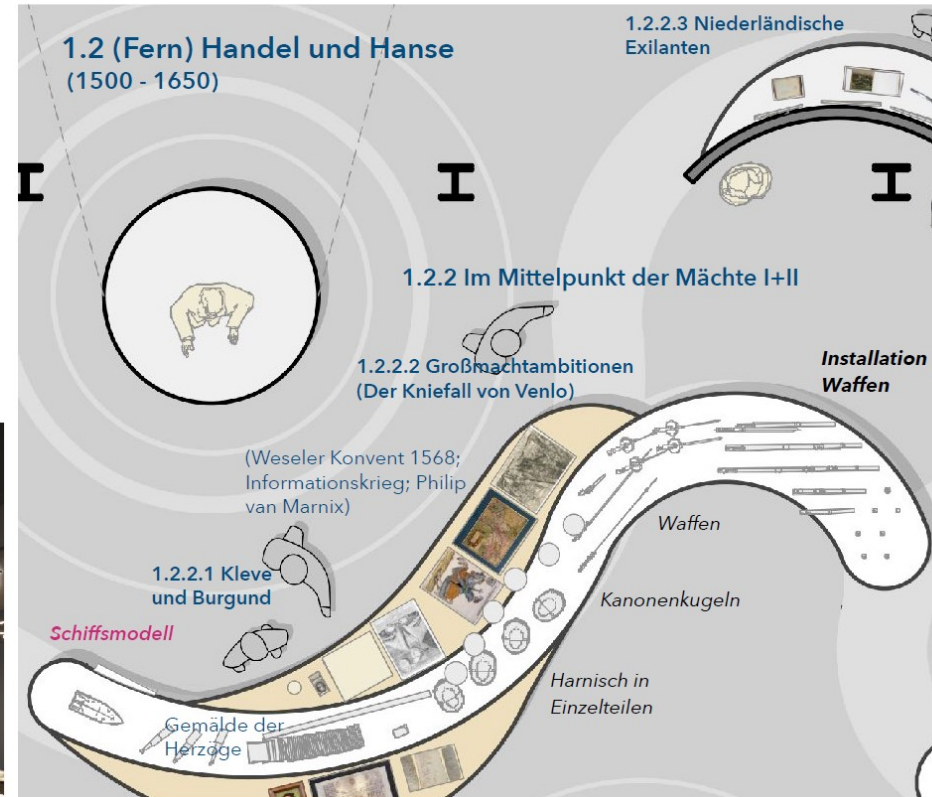 1.2 (Fern) Handel und Hanse
(1500 - 1650)
1.2.2.3 Niederländische
Exilanten
1.2.2 Im Mittelpunkt der Mächte I+II
1.2.2.2 Großmachtambitionen
(Der Kniefall von Venlo)
Installation
Waffen
(Weseler Konvent 1568;
Informationskrieg; Philip
van Marnix)
Waffen
1.2.2.1 Kleve
und Burgund
Kanonenkugeln
Schiffsmodell
Harnisch in
Einzelteilen
Gemälde der
Herzöge